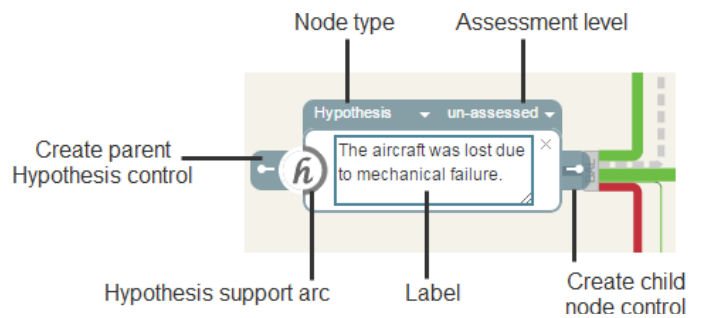 Node type
Assessment level
Hypothesis
un-assessed
Create parent
Hypothesis control
The aircraft was lost due
to mechanical failure.
Hypothesis support arc
Label
Create child
node control